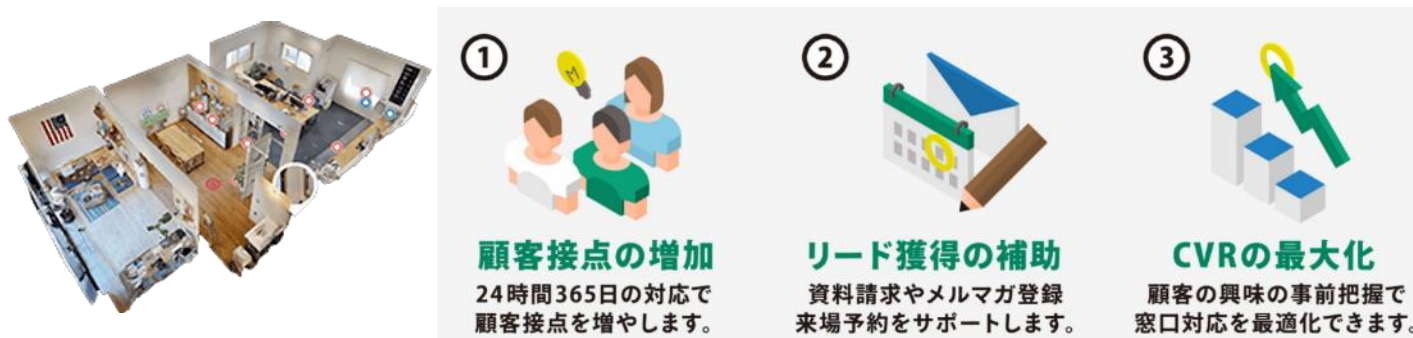 ①
顧客接点の増加
24時間365日の対応で
顧客接点を増やします。
②
リード獲得の補助
資料請求やメルマガ登録
来場予約をサポートします。
③
CVRの最大化
顧客の興味の事前把握で
窓口対応を最適化できます。